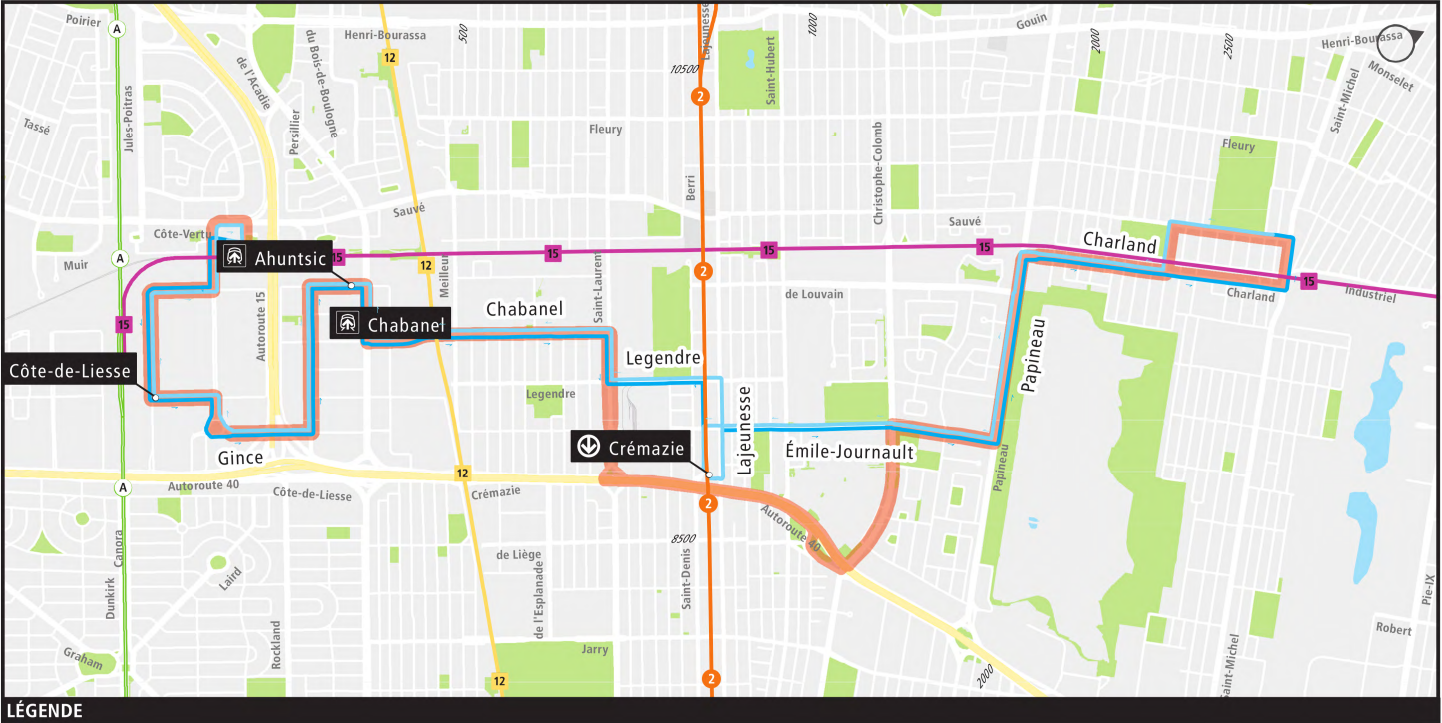 Poirier
A
Henri-Bourassa
500
Lajeunesse
1000
Gouin
2000
2500
Henri-Bourassa
12
du Bois-de-Boulogne
de l'Acadie
10500
Saint-Hubert
Monselet
2
Saint-Michel
Jules-Poitras
Persillier
Tassé
Fleury
Christophe-Colomb
Fleury
Berri
Sauvé
Sauvé
Côte-Vertu
Charland
A
Muir
Ahuntsic
15
15
15
15
12
2
15
Meilleur
Saint-Laurent
de Louvain
Charland
Industriel
15
Autoroute 15
Chabanel
Chabanel
Papineau
Legendre
Côte-de-Liesse
Legendre
Lajeunesse
Crémazie
Émile-Journault
Gince
Papineau
12
Autoroute 40
Côte-de-Liesse
Crémazie
A
2
Autoroute 40
8500
Canora
de Liège
Saint-Denis
de l'Esplanade
Laird
Dunkirk
Pie-IX
Rockland
Robert
Graham
Jarry
Saint-Michel
2000
12
2
LÉGENDE